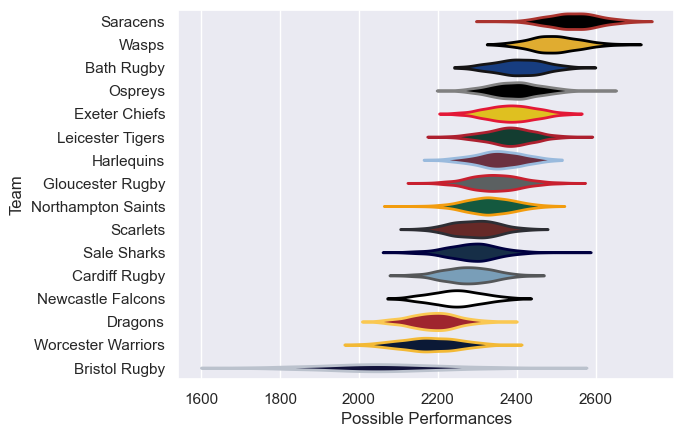 Saracens
Wasps
Bath Rugby
Ospreys
Exeter Chiefs
Leicester Tigers
Harlequins
Gloucester Rugby
Northampton Saints
Scarlets
Sale Sharks
Cardiff Rugby
Newcastle Falcons
Dragons
Worcester Warriors
Bristol Rugby
Team
1600 1800 2000 2200 2400 2600
Possible Performances